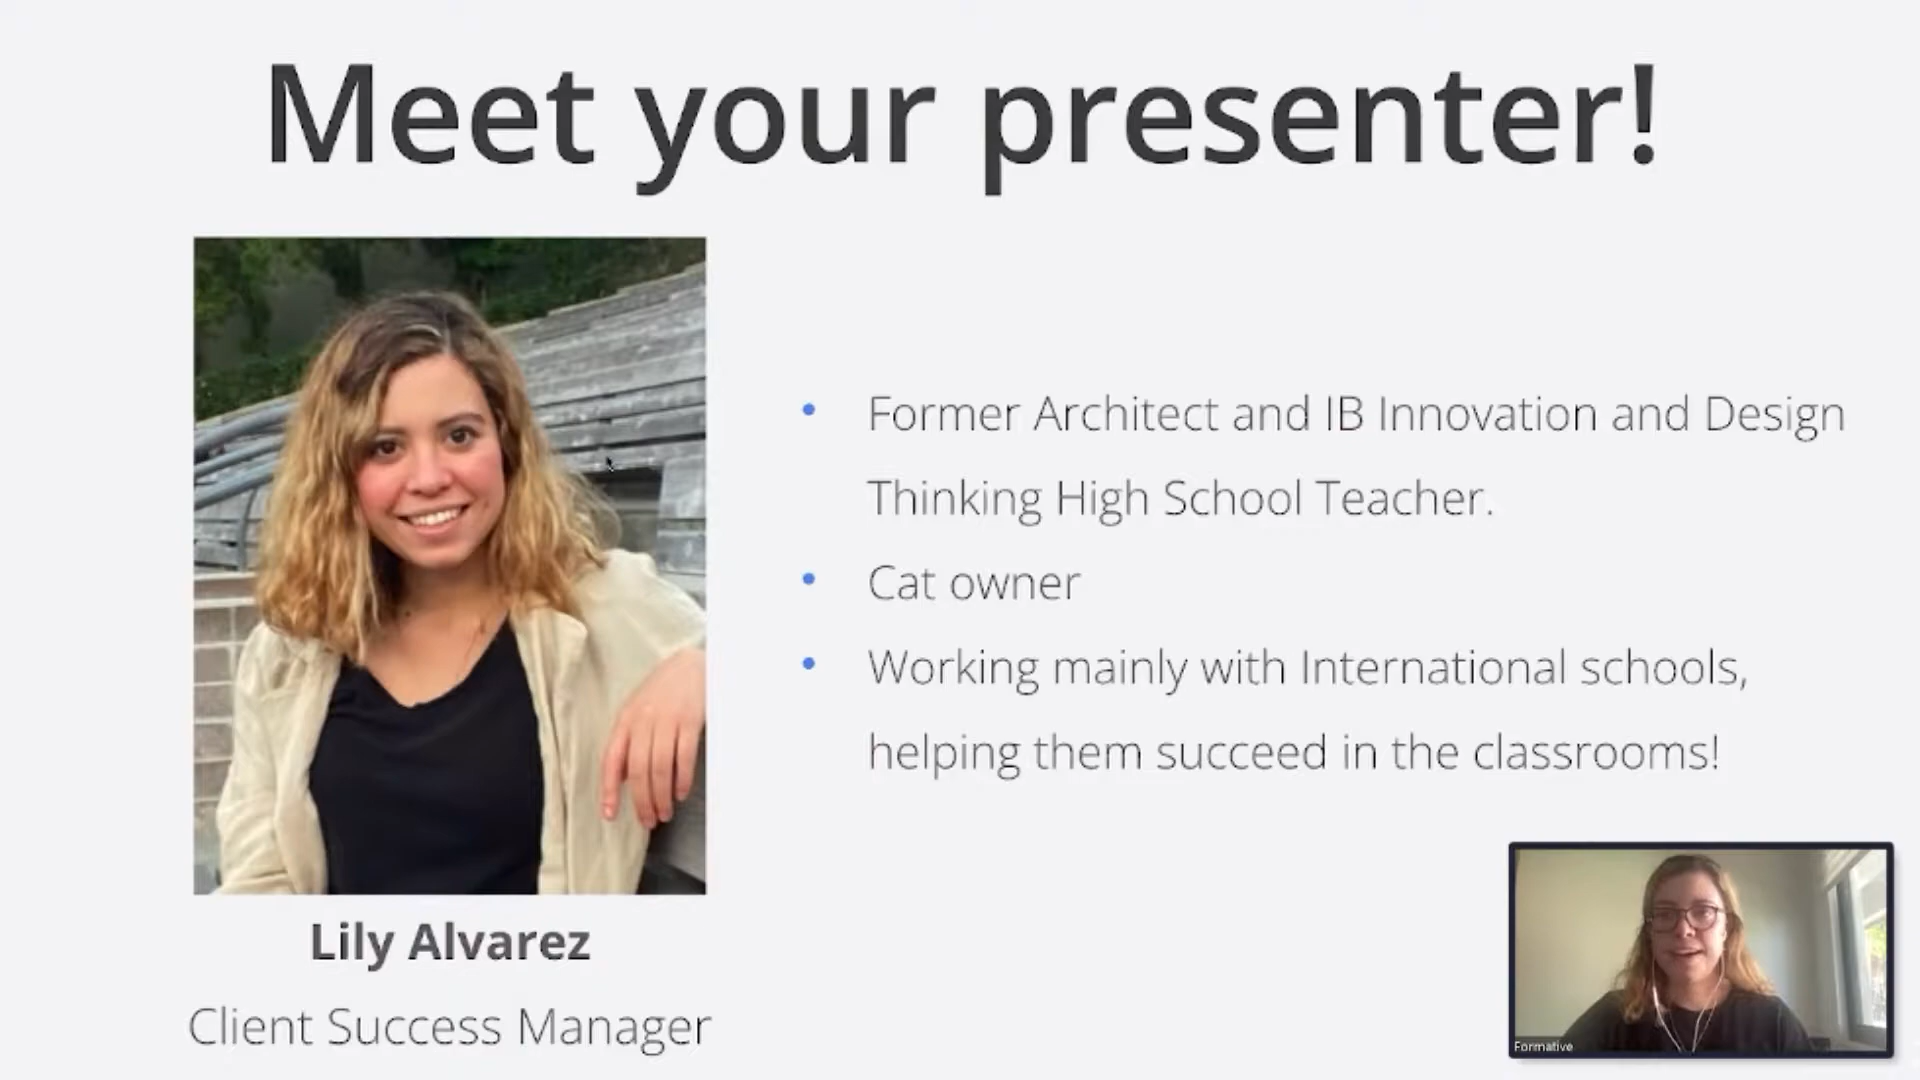 Meet your presenter!
Former Architect and IB Innovation and Design
Thinking High School Teacher.
Cat owner
Working mainly with International schools,
helping them succeed in the classrooms!
Lily Alvarez
Client Success Manager
Formative